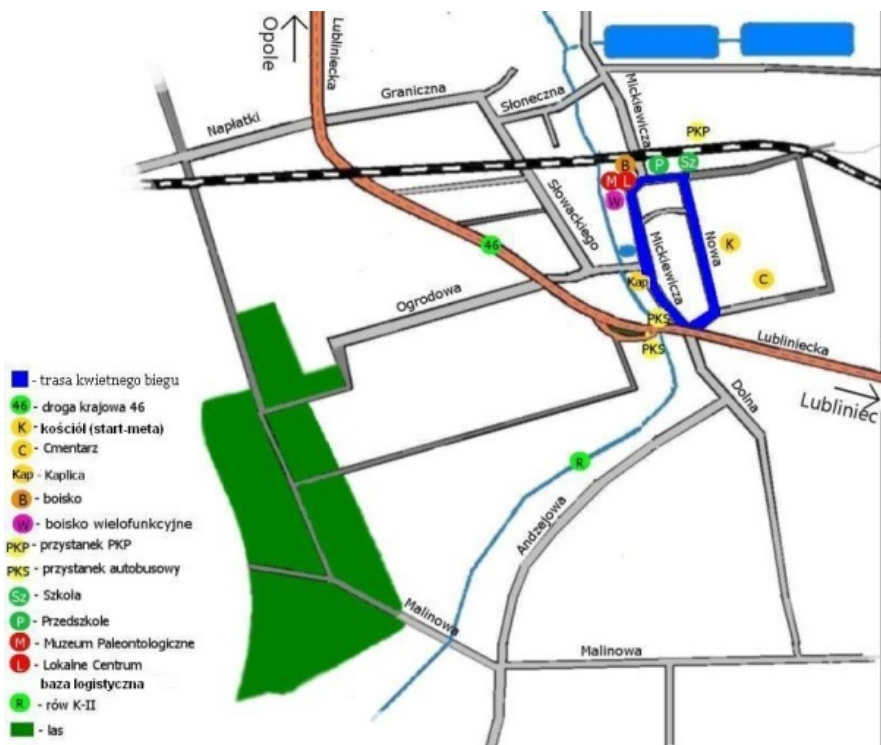 Opole
Lubliniecka
Mickiewicza
Graniczna
Słoneczna
Napłatki
PKP
B
P
Sz
M
L
W
Słowackiego
Mickiewicza
Nowa
K
46
Kap
C
Ogrodowa
PKS
PKS
Lubliniecka
Dolna
Lubliniec
R
Andzejowa
Malinowa
Malinowa
- trasa kwietnego biegu
46 - droga krajowa 46
K - kościół (start-meta)
C - Cmentarz
Kap - Kaplica
B - boisko
W - boisko wielofunkcyjne
PKP - przystanek PKP
PKS - przystanek autobusowy
Sz - Szkoła
P - Przedszkole
M - Muzeum Paleontologiczne
L - Lokalne Centrum
baza logistyczna
R - rów K-II
- las